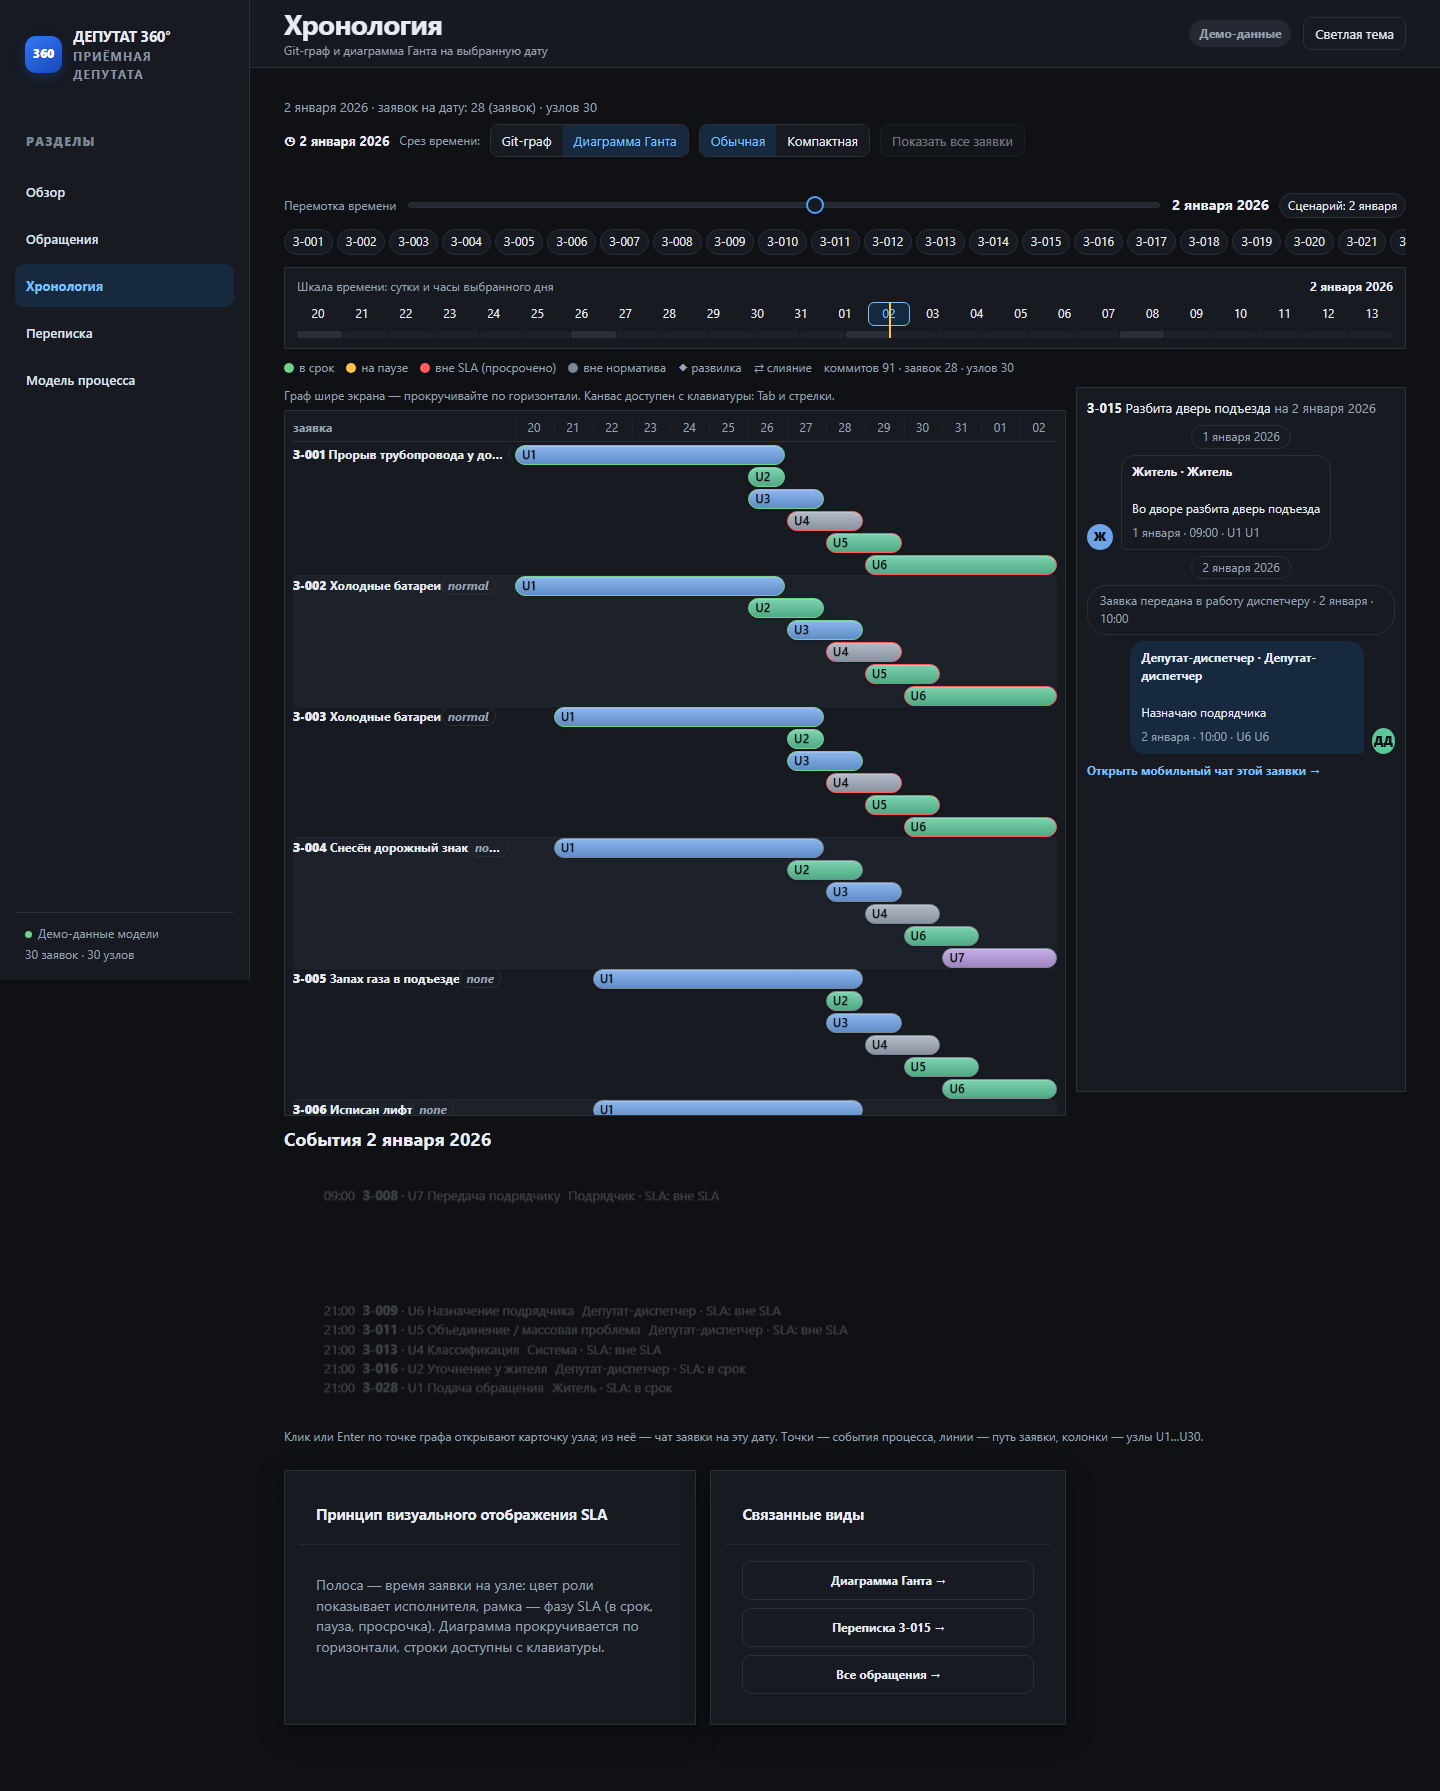 360
ДЕПУТАТ 360°
ПРИЁМНАЯ
ДЕПУТАТА
РАЗДЕЛЫ
Обзор
Обращения
Хронология
Переписка
Модель процесса
Демо-данные модели
30 заявок · 30 узлов
Хронология
Git-граф и диаграмма Ганта на выбранную дату
Демо-данные
Светлая тема
2 января 2026 · заявок на дату: 28 (заявок) · узлов 30
2 января 2026 Срез времени: Git-граф Диаграмма Ганта Обычная Компактная Показать все заявки
Перемотка времени 2 января 2026 Сценарий: 2 января
З-001 З-002 З-003 З-004 З-005 З-006 З-007 З-008 З-009 З-010 З-011 З-012 З-013 З-014 З-015 З-016 З-017 З-018 З-019 З-020 З-021 З
Шкала времени: сутки и часы выбранного дня 2 января 2026
20 21 22 23 24 25 26 27 28 29 30 31 01 02 03 04 05 06 07 08 09 10 11 12 13
в срок на паузе вне SLA (просрочено) вне норматива ◆ развилка ⇄ слияние коммитов 91 · заявок 28 · узлов 30
Граф шире экрана — прокручивайте по горизонтали. Канвас доступен с клавиатуры: Tab и стрелки.
заявка 20 21 22 23 24 25 26 27 28 29 30 31 01 02
З-001 Прорыв трубопровода у до... U1
U2
U3
U4
U5
U6
З-002 Холодные батареи normal U1
U2
U3
U4
U5
U6
З-003 Холодные батареи normal U1
U2
U3
U4
U5
U6
З-004 Снесён дорожный знак no... U1
U2
U3
U4
U6
U7
З-005 Запах газа в подъезде none U1
U2
U3
U4
U5
U6
З-006 Исписан лифт none U1
З-015 Разбита дверь подъезда на 2 января 2026
1 января 2026
Житель · Житель
Во дворе разбита дверь подъезда
1 января · 09:00 · U1 U1
Ж
2 января 2026
Заявка передана в работу диспетчеру · 2 января ·
10:00
Депутат-диспетчер · Депутат-
диспетчер
Назначаю подрядчика
2 января · 10:00 · U6 U6
ДД
Открыть мобильный чат этой заявки →
События 2 января 2026
09:00 З-008 · U7 Передача подрядчику Подрядчик · SLA: вне SLA
21:00 З-009 · U6 Назначение подрядчика Депутат-диспетчер · SLA: вне SLA
21:00 З-011 · U5 Объединение / массовая проблема Депутат-диспетчер · SLA: вне SLA
21:00 З-013 · U4 Классификация Система · SLA: вне SLA
21:00 З-016 · U2 Уточнение у жителя Депутат-диспетчер · SLA: в срок
21:00 З-028 · U1 Подача обращения Житель · SLA: в срок
Клик или Enter по точке графа открывают карточку узла; из неё — чат заявки на эту дату. Точки — события процесса, линии — путь заявки, колонки — узлы U1…U30.
Принцип визуального отображения SLA
Полоса — время заявки на узле: цвет роли
показывает исполнителя, рамка — фазу SLA (в срок,
пауза, просрочка). Диаграмма прокручивается по
горизонтали, строки доступны с клавиатуры.
Связанные виды
Диаграмма Ганта →
Переписка З-015 →
Все обращения →